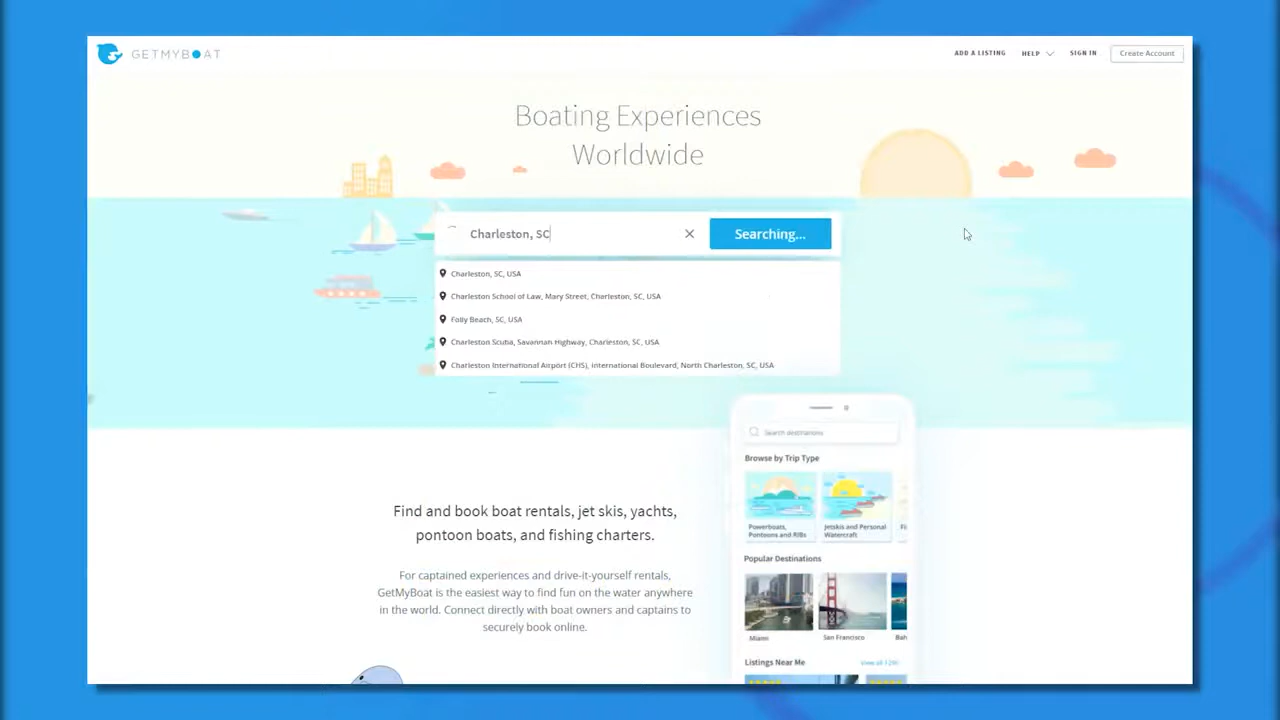 GETMYBOAT
ADD A LISTING
HELP
SIGN IN
Create Account
Boating Experiences
Worldwide
Charleston, SC
Searching...
Charleston, SC, USA
Charleston School of Law, Mary Street, Charleston, SC, USA
Folly Beach, SC, USA
Charleston Scuba, Savannah Highway, Charleston, SC, USA
Charleston International Airport (CHS), International Boulevard, North Charleston, SC, USA
Search destinations
Browse by Trip Type
Powerboats,
Pontoons and RIBs
Jetskis and Personal
Watercraft
Fi
Popular Destinations
Miami
San Francisco
Bah
Listings Near Me
Find and book boat rentals, jet skis, yachts,
pontoon boats, and fishing charters.
For captained experiences and drive-it-yourself rentals,
GetMyBoat is the easiest way to find fun on the water anywhere
in the world. Connect directly with boat owners and captains to
securely book online.